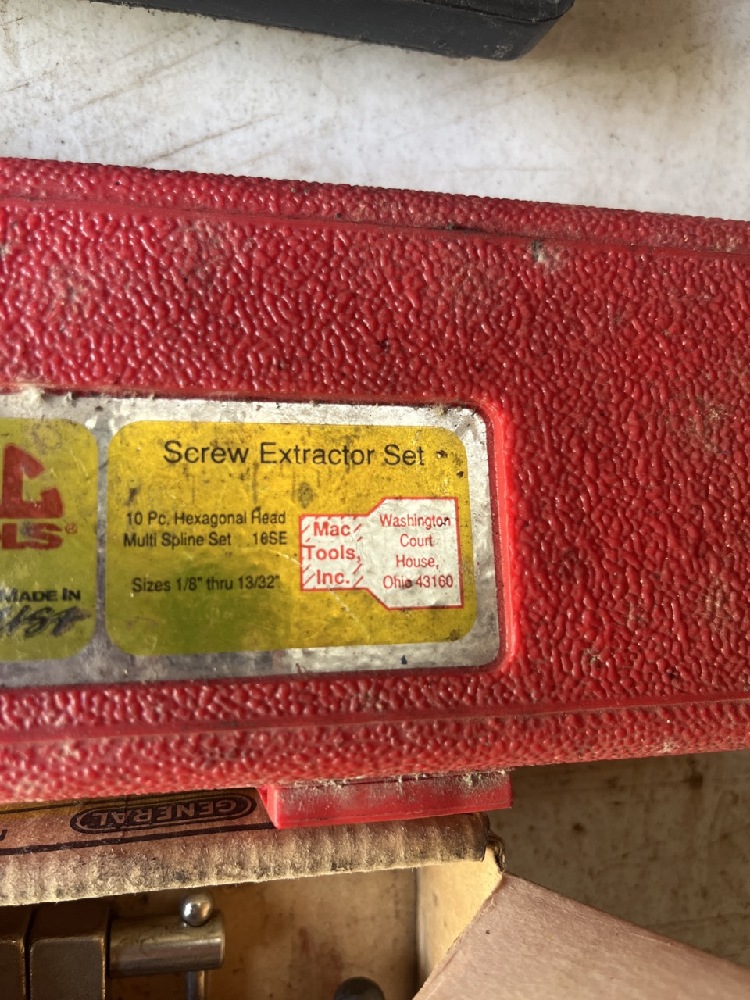 Screw Extractor Set
10 Pc. Hexagonal Head
Multi Spline Set 16SE
Sizes 1/8" thru 13/32"
Mac
Tools,
Inc.
Washington
Court
House,
Ohio 43160
LS®
MADE IN
GENERAL